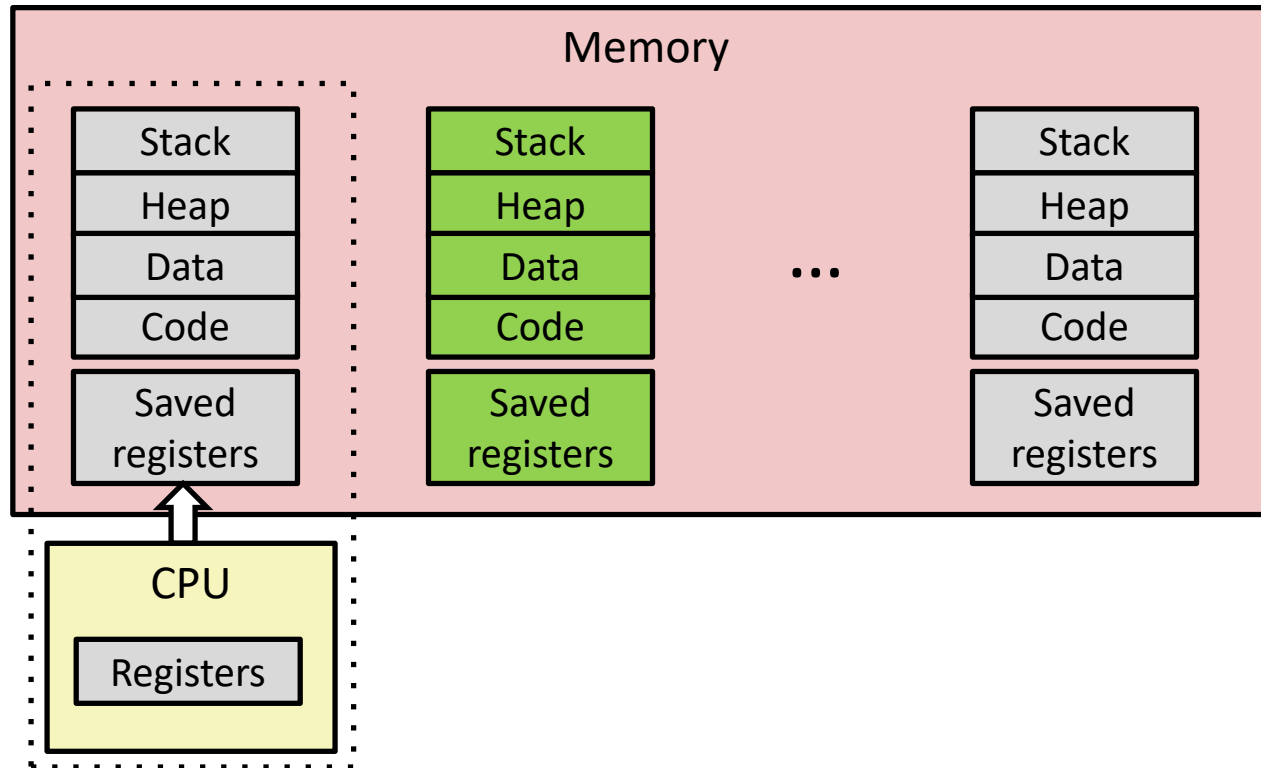 Memory
Stack
Heap
Data
Code
Saved
registers
Stack
Heap
Data
Code
Saved
registers
...
Stack
Heap
Data
Code
Saved
registers
CPU
Registers